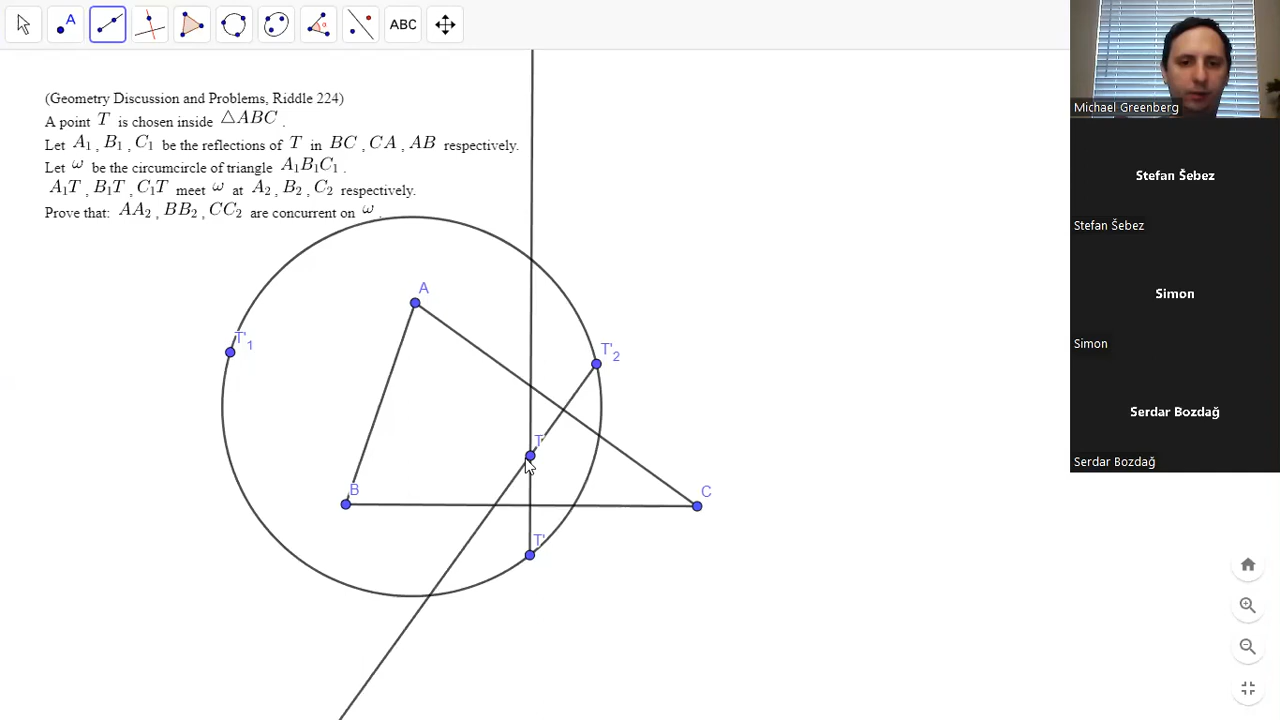 A
ABC
(Geometry Discussion and Problems, Riddle 224)
A point T is chosen inside △ABC .
Let A₁ , B₁ , C₁ be the reflections of T in BC , CA , AB respectively.
Let ω be the circumcircle of triangle A₁B₁C₁ .
A₁T , B₁T , C₁T meet ω at A₂ , B₂ , C₂ respectively.
Prove that: AA₂ , BB₂ , CC₂ are concurrent on ω .
A
T'₁
T'₂
T
B
C
T'
Michael Greenberg
Stefan Šebez
Stefan Šebez
Simon
Simon
Serdar Bozdağ
Serdar Bozdağ